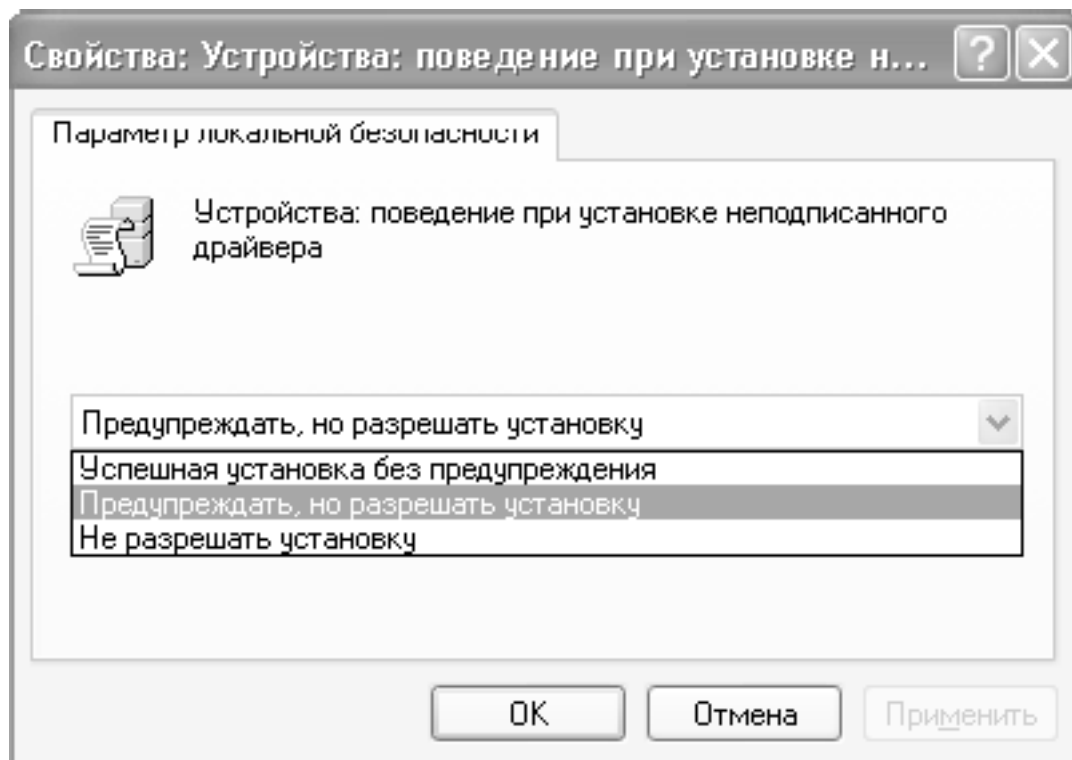 Свойства: Устройства: поведение при установке н...
Параметр локальной безопасности
Устройства: поведение при установке неподписанного
драйвера
Предупреждать, но разрешать установку
Успешная установка без предупреждения
Предупреждать, но разрешать установку
Не разрешать установку
OK
Отмена
Применить